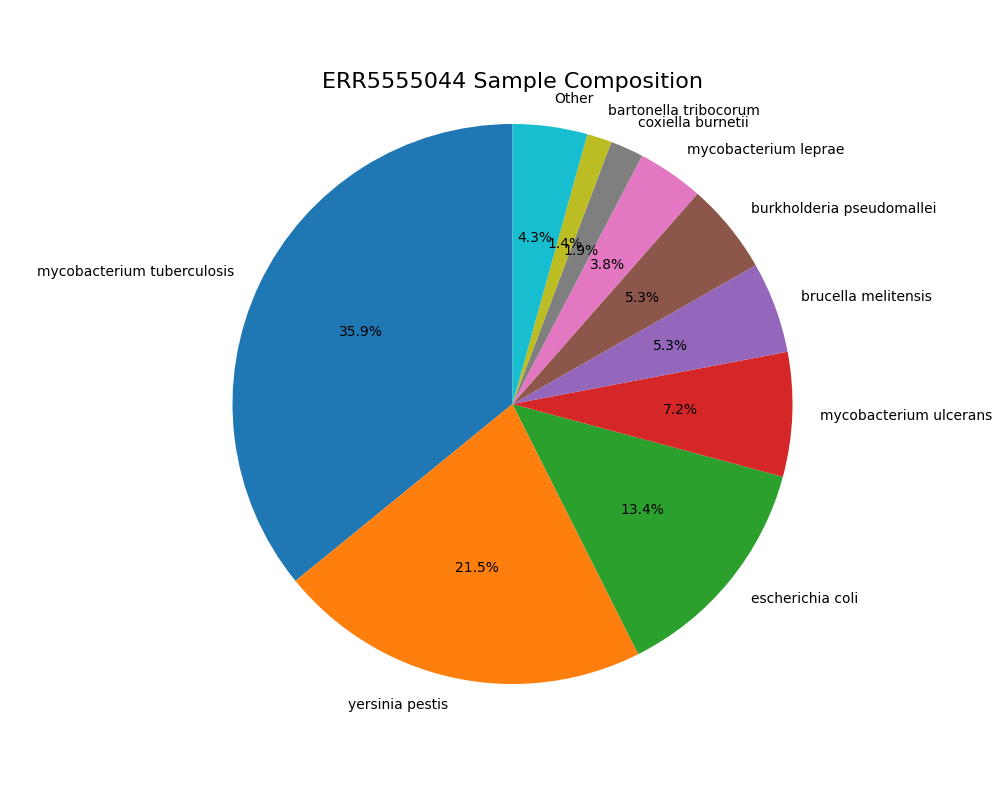 ERR5555044 Sample Composition
Other
bartonella tribocorum
coxiella burnetii
mycobacterium leprae
burkholderia pseudomallei
4.3%
1.4%
1.9%
3.8%
mycobacterium tuberculosis
brucella melitensis
5.3%
35.9%
5.3%
7.2%
mycobacterium ulcerans
13.4%
21.5%
escherichia coli
yersinia pestis